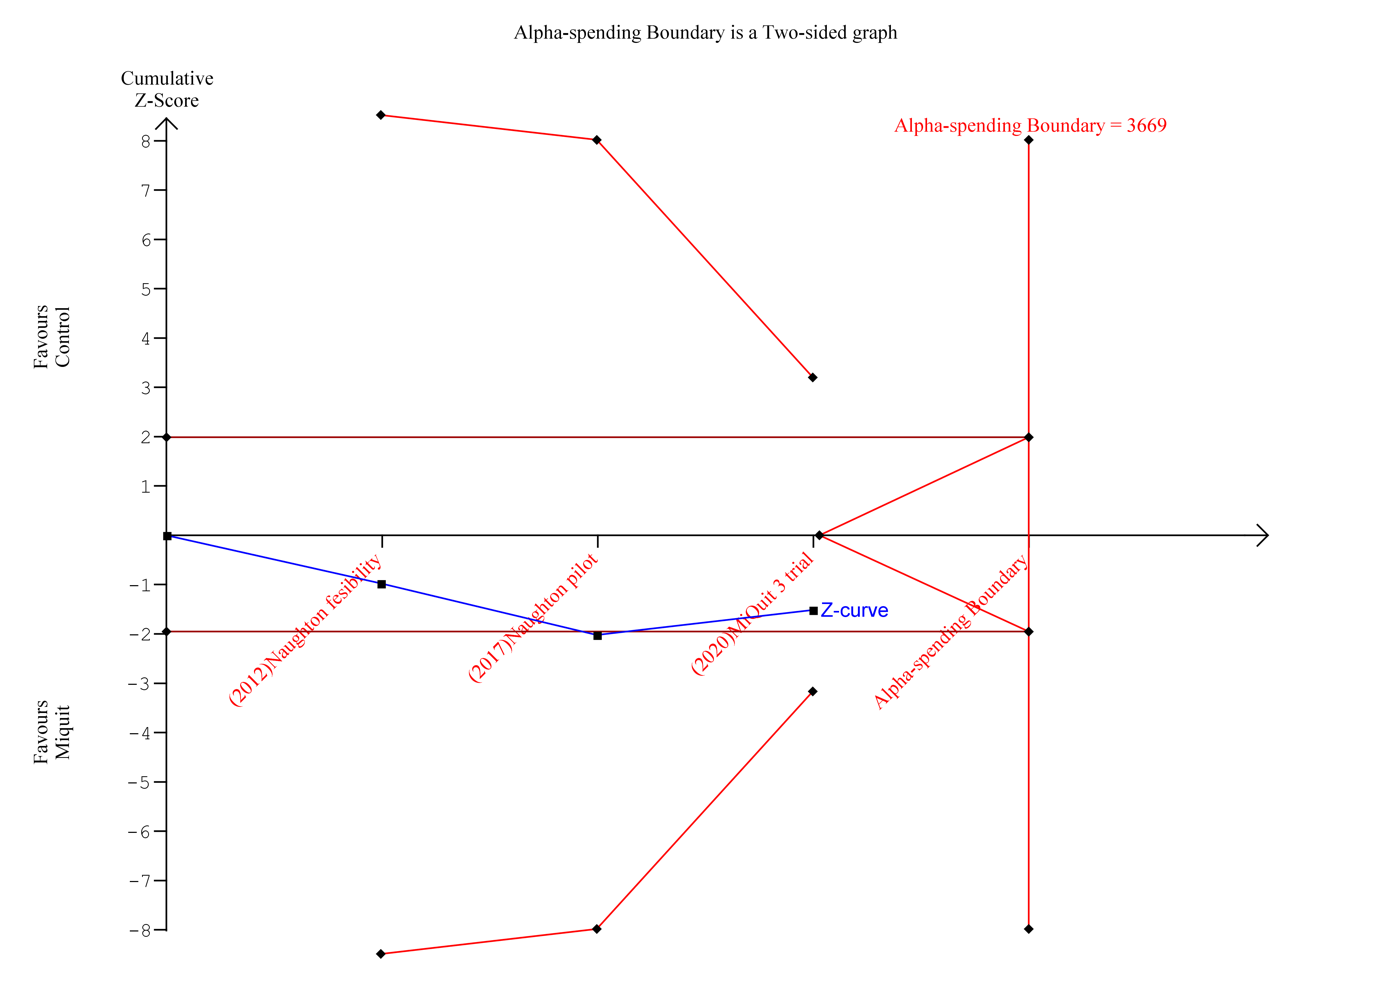 Alpha-spending Boundary is a Two-sided graph
Cumulative
Z-Score
Alpha-spending Boundary = 3669
8
7
6
5
4
3
2
1
-1
-2
-3
-4
-5
-6
-7
-8
Favours
Control
Favours
Miquit
(2012)Naughton fesibility
(2017)Naughton pilot
(2020)MiQuit 3 trial
Alpha-spending Boundary
Z-curve